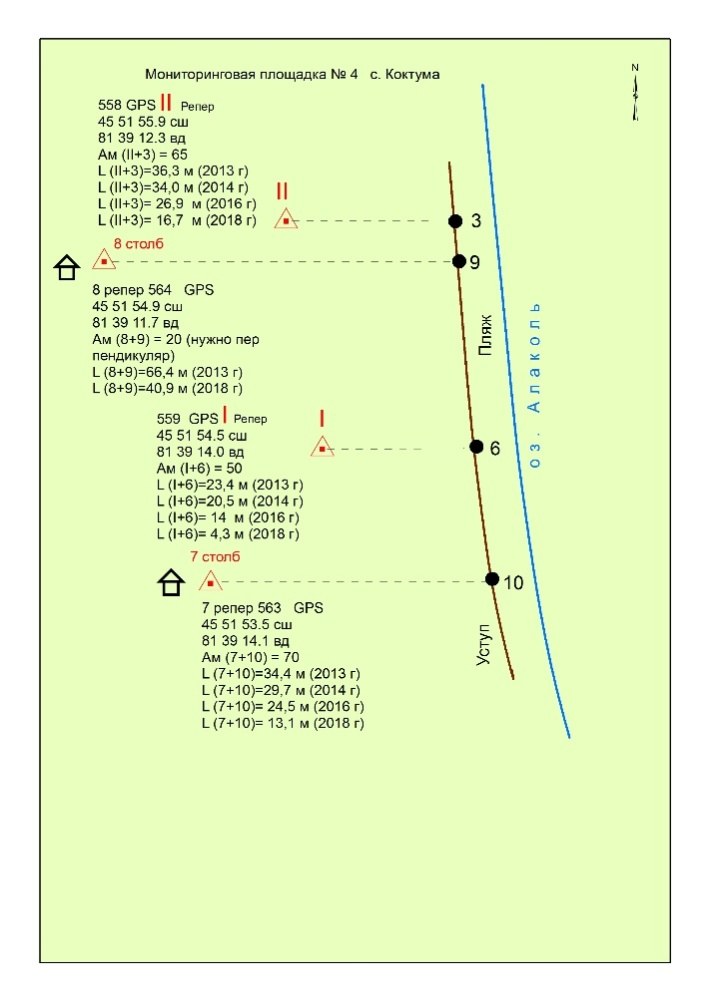 Мониторинговая площадка № 4 с. Коктума
N
558 GPS II Репер
45 51 55.9 сш
81 39 12.3 вд
Ам (II+3) = 65
L (II+3)=36,3 м (2013 г)
L (II+3)=34,0 м (2014 г)
L (II+3)= 26,9 м (2016 г)
L (II+3)= 16,7 м (2018 г)
II
3
8 столб
9
8 репер 564 GPS
45 51 54.9 сш
81 39 11.7 вд
Ам (8+9) = 20 (нужно пер
пендикуляр)
L (8+9)=66,4 м (2013 г)
L (8+9)=40,9 м (2018 г)
Пляж
оз. Алаколь
559 GPS I Репер
45 51 54.5 сш
81 39 14.0 вд
Ам (I+6) = 50
L (I+6)=23,4 м (2013 г)
L (I+6)=20,5 м (2014 г)
L (I+6)= 14 м (2016 г)
L (I+6)= 4,3 м (2018 г)
I
6
7 столб
10
7 репер 563 GPS
45 51 53.5 сш
81 39 14.1 вд
Ам (7+10) = 70
L (7+10)=34,4 м (2013 г)
L (7+10)=29,7 м (2014 г)
L (7+10)= 24,5 м (2016 г)
L (7+10)= 13,1 м (2018 г)
Уступ